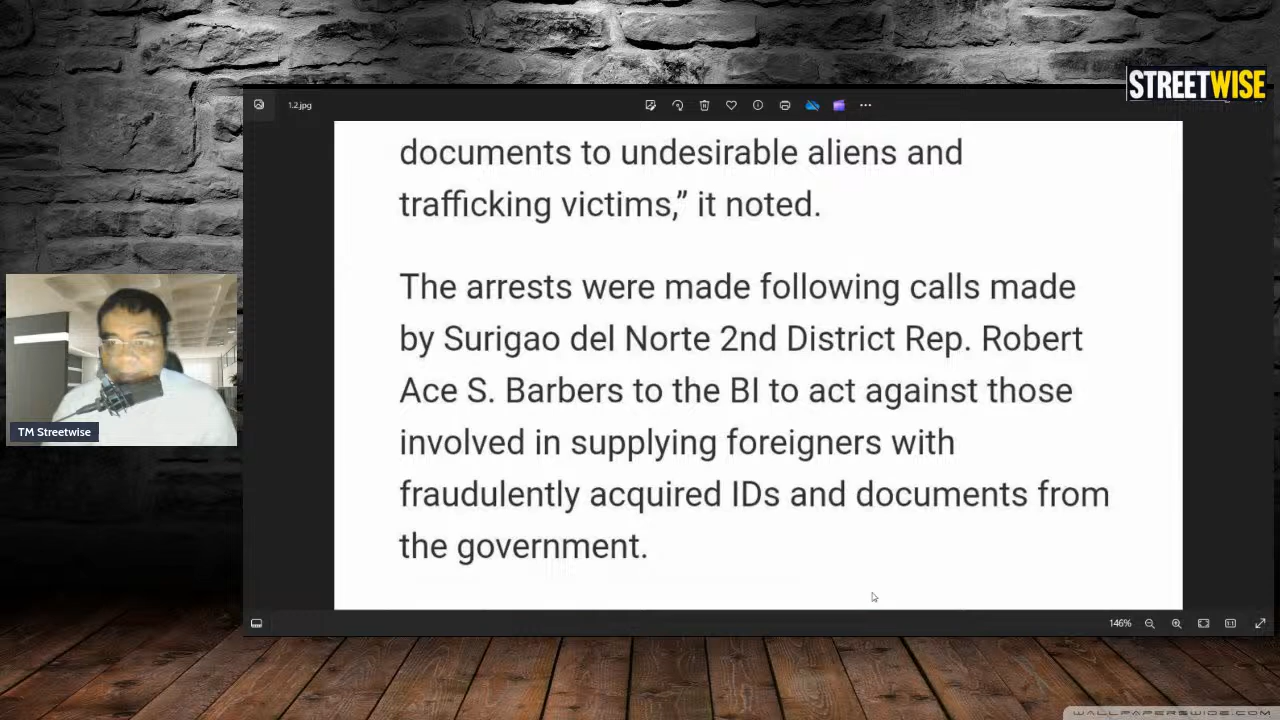 STREETWISE
1.2.jpg
documents to undesirable aliens and
trafficking victims,” it noted.
The arrests were made following calls made
by Surigao del Norte 2nd District Rep. Robert
Ace S. Barbers to the BI to act against those
involved in supplying foreigners with
fraudulently acquired IDs and documents from
the government.
TM Streetwise
146%
WALLPAPERSWIDE.COM